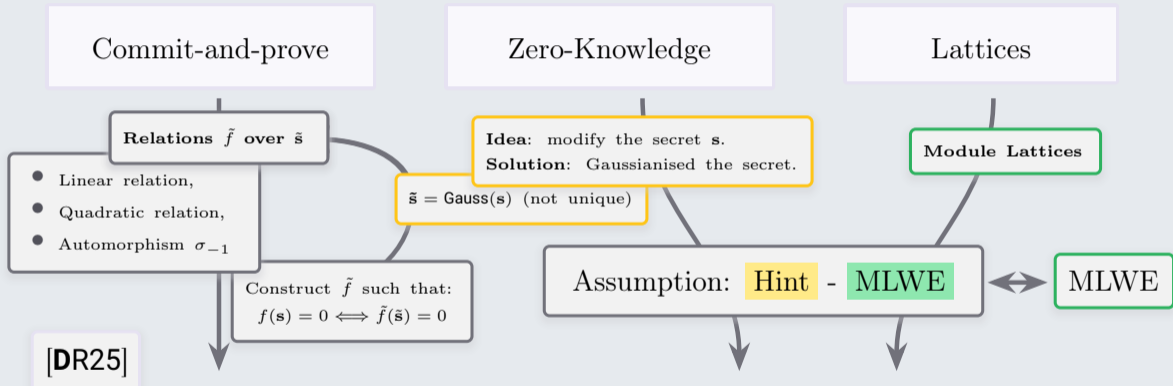 Commit-and-prove
Zero-Knowledge
Lattices
Relations f̃ over s̃
• Linear relation,
• Quadratic relation,
• Automorphism σ₋₁
s̃ = Gauss(s) (not unique)
Construct f̃ such that:
f(s) = 0 ⟺ f̃(s̃) = 0
Idea: modify the secret s.
Solution: Gaussianised the secret.
Module Lattices
Assumption: Hint - MLWE
MLWE
[DR25]